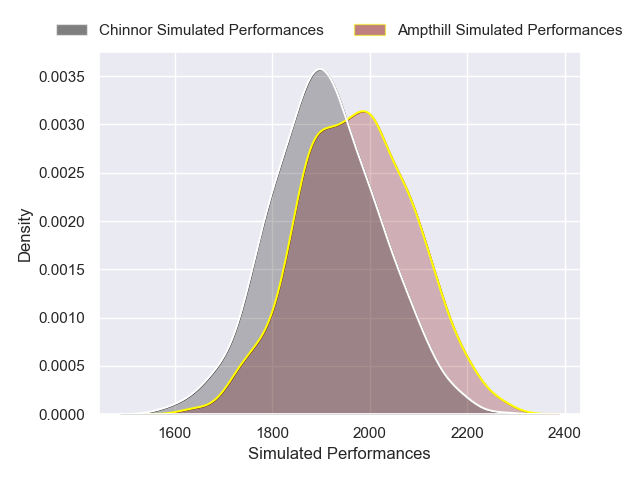 Chinnor Simulated Performances
Ampthill Simulated Performances
0.0035
0.0030
0.0025
0.0020
0.0015
0.0010
0.0005
0.0000
Density
1600 1800 2000 2200 2400
Simulated Performances